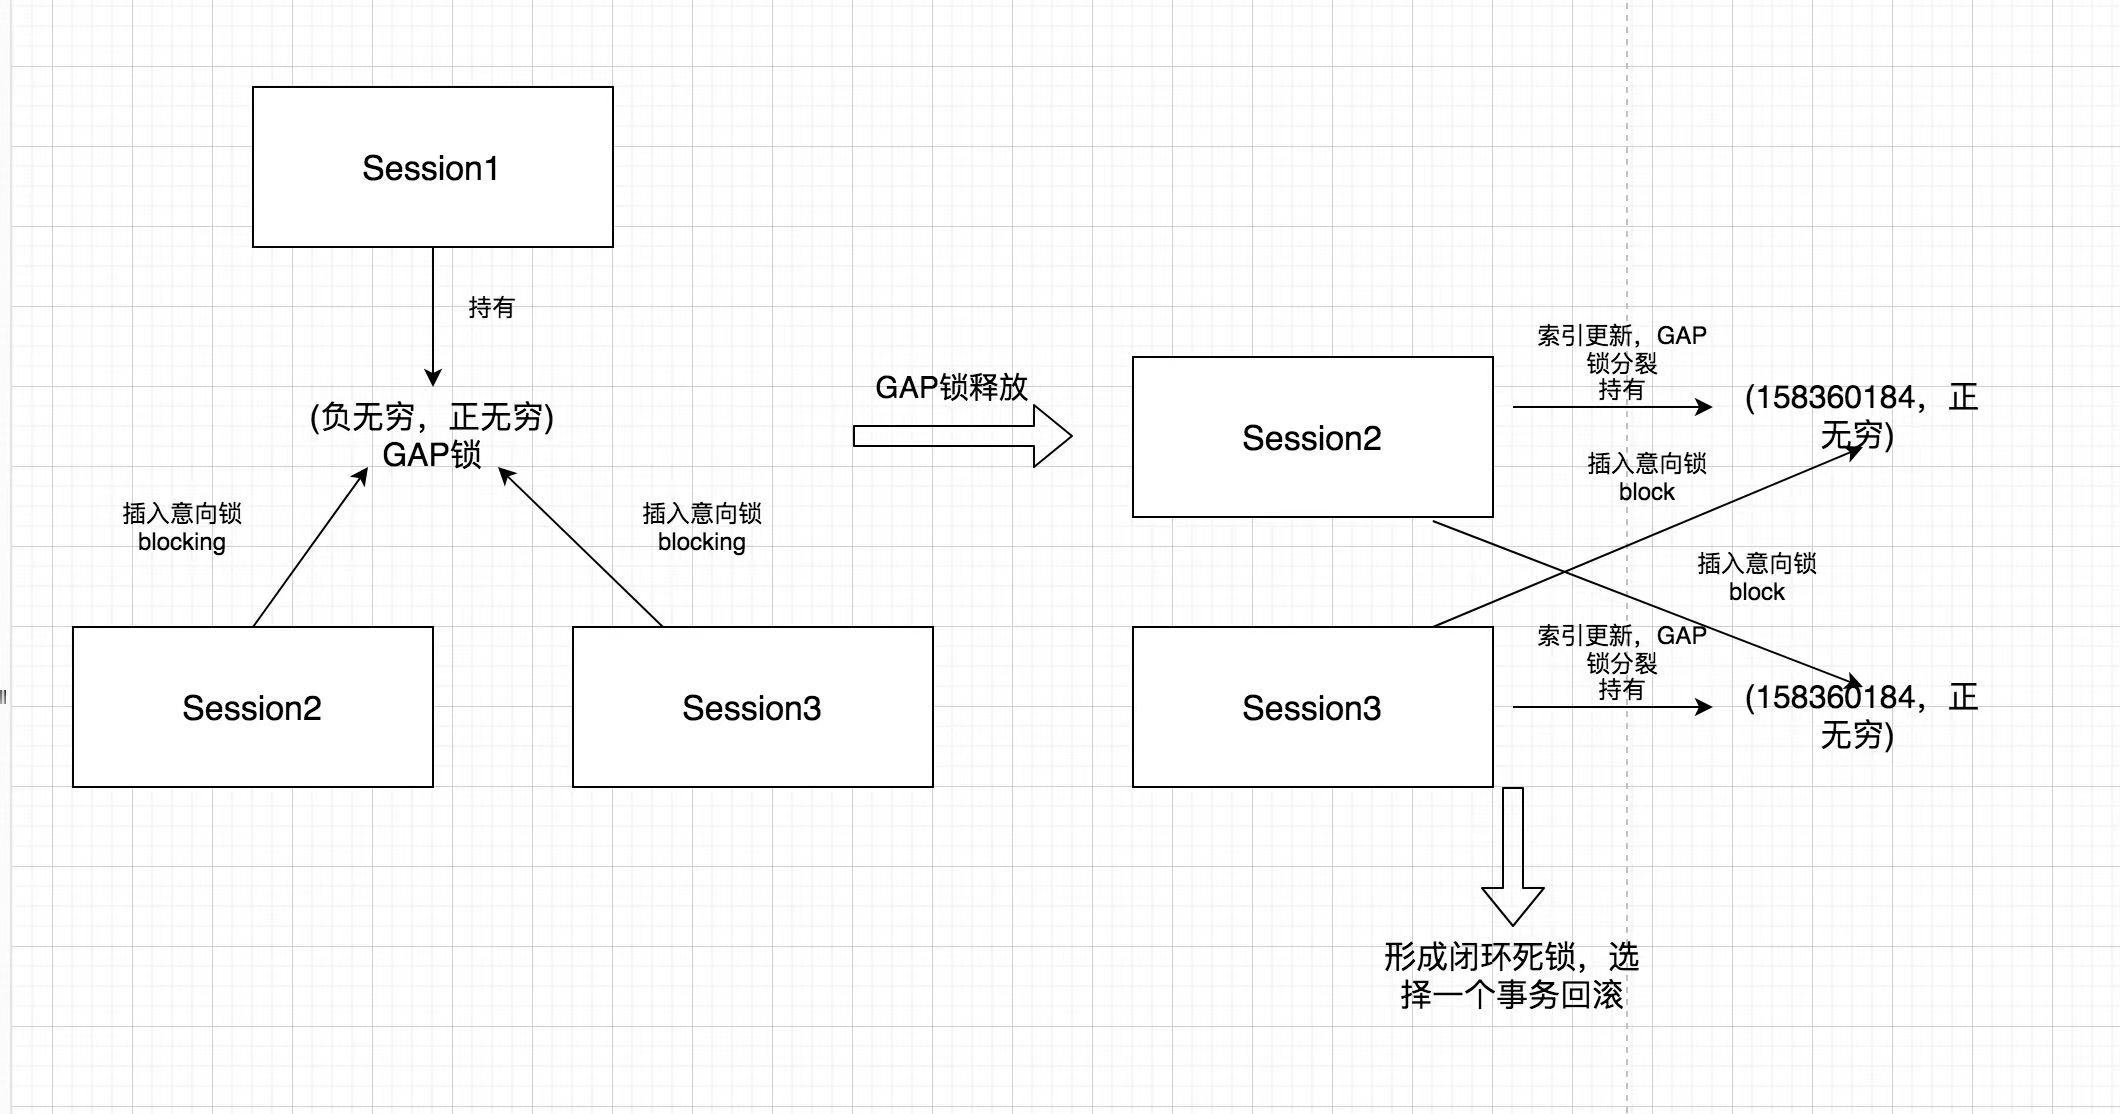 Session1
持有
(负无穷，正无穷)
GAP锁
插入意向锁
blocking
插入意向锁
blocking
Session2
Session3
GAP锁释放
Session2
索引更新，GAP
锁分裂
持有
(158360184，正
无穷)
插入意向锁
block
插入意向锁
block
Session3
索引更新，GAP
锁分裂
持有
(158360184，正
无穷)
形成闭环死锁，选
择一个事务回滚